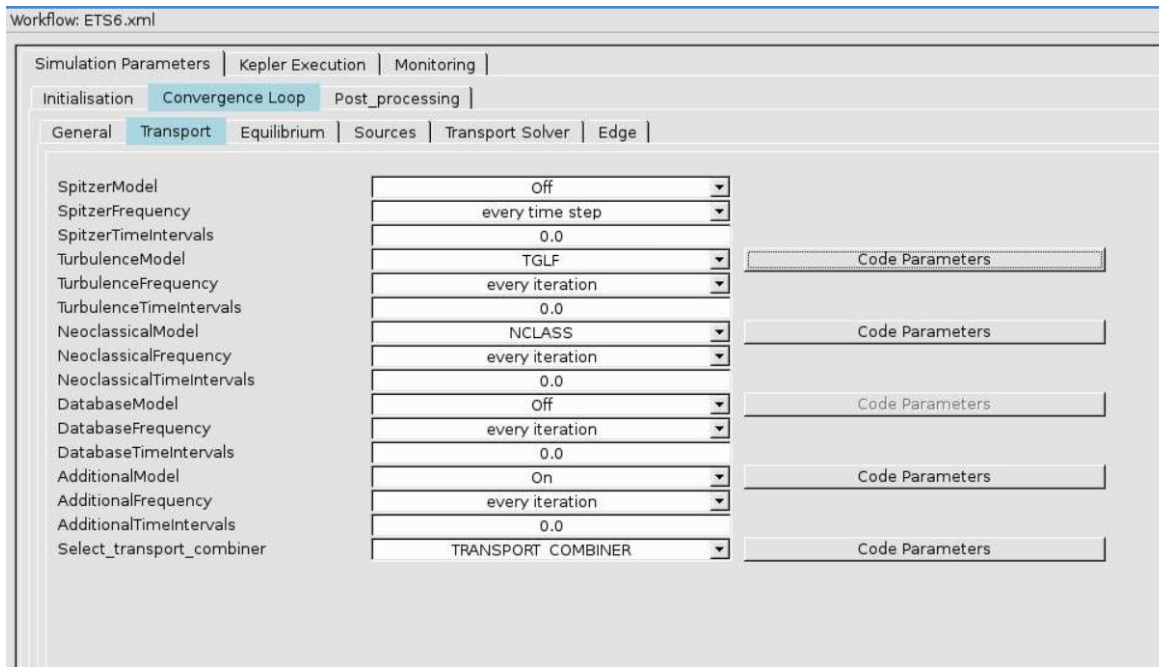 Workflow: ETS6.xml
Simulation Parameters Kepler Execution Monitoring
Initialisation Convergence Loop Post_processing
General Transport Equilibrium Sources Transport Solver Edge
SpitzerModel Off
SpitzerFrequency every time step
SpitzerTimeIntervals 0.0
TurbulenceModel TGLF Code Parameters
TurbulenceFrequency every iteration
TurbulenceTimeIntervals 0.0
NeoclassicalModel NCLASS Code Parameters
NeoclassicalFrequency every iteration
NeoclassicalTimeIntervals 0.0
DatabaseModel Off Code Parameters
DatabaseFrequency every iteration
DatabaseTimeIntervals 0.0
AdditionalModel On Code Parameters
AdditionalFrequency every iteration
AdditionalTimeIntervals 0.0
Select_transport_combiner TRANSPORT COMBINER Code Parameters